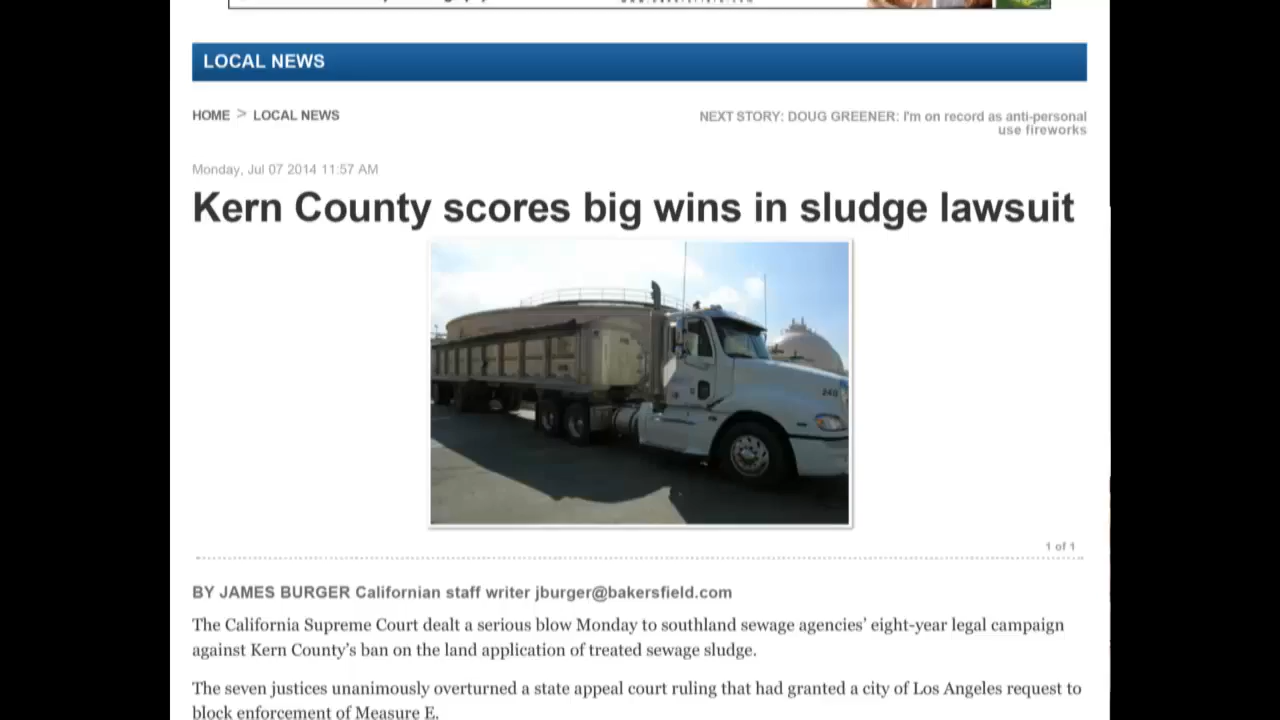 LOCAL NEWS
HOME > LOCAL NEWS
NEXT STORY: DOUG GREENER: I'm on record as anti-personal
use fireworks
Monday, Jul 07 2014 11:57 AM
Kern County scores big wins in sludge lawsuit
240
1 of 1
BY JAMES BURGER Californian staff writer jburger@bakersfield.com
The California Supreme Court dealt a serious blow Monday to southland sewage agencies’ eight-year legal campaign
against Kern County’s ban on the land application of treated sewage sludge.
The seven justices unanimously overturned a state appeal court ruling that had granted a city of Los Angeles request to
block enforcement of Measure E.